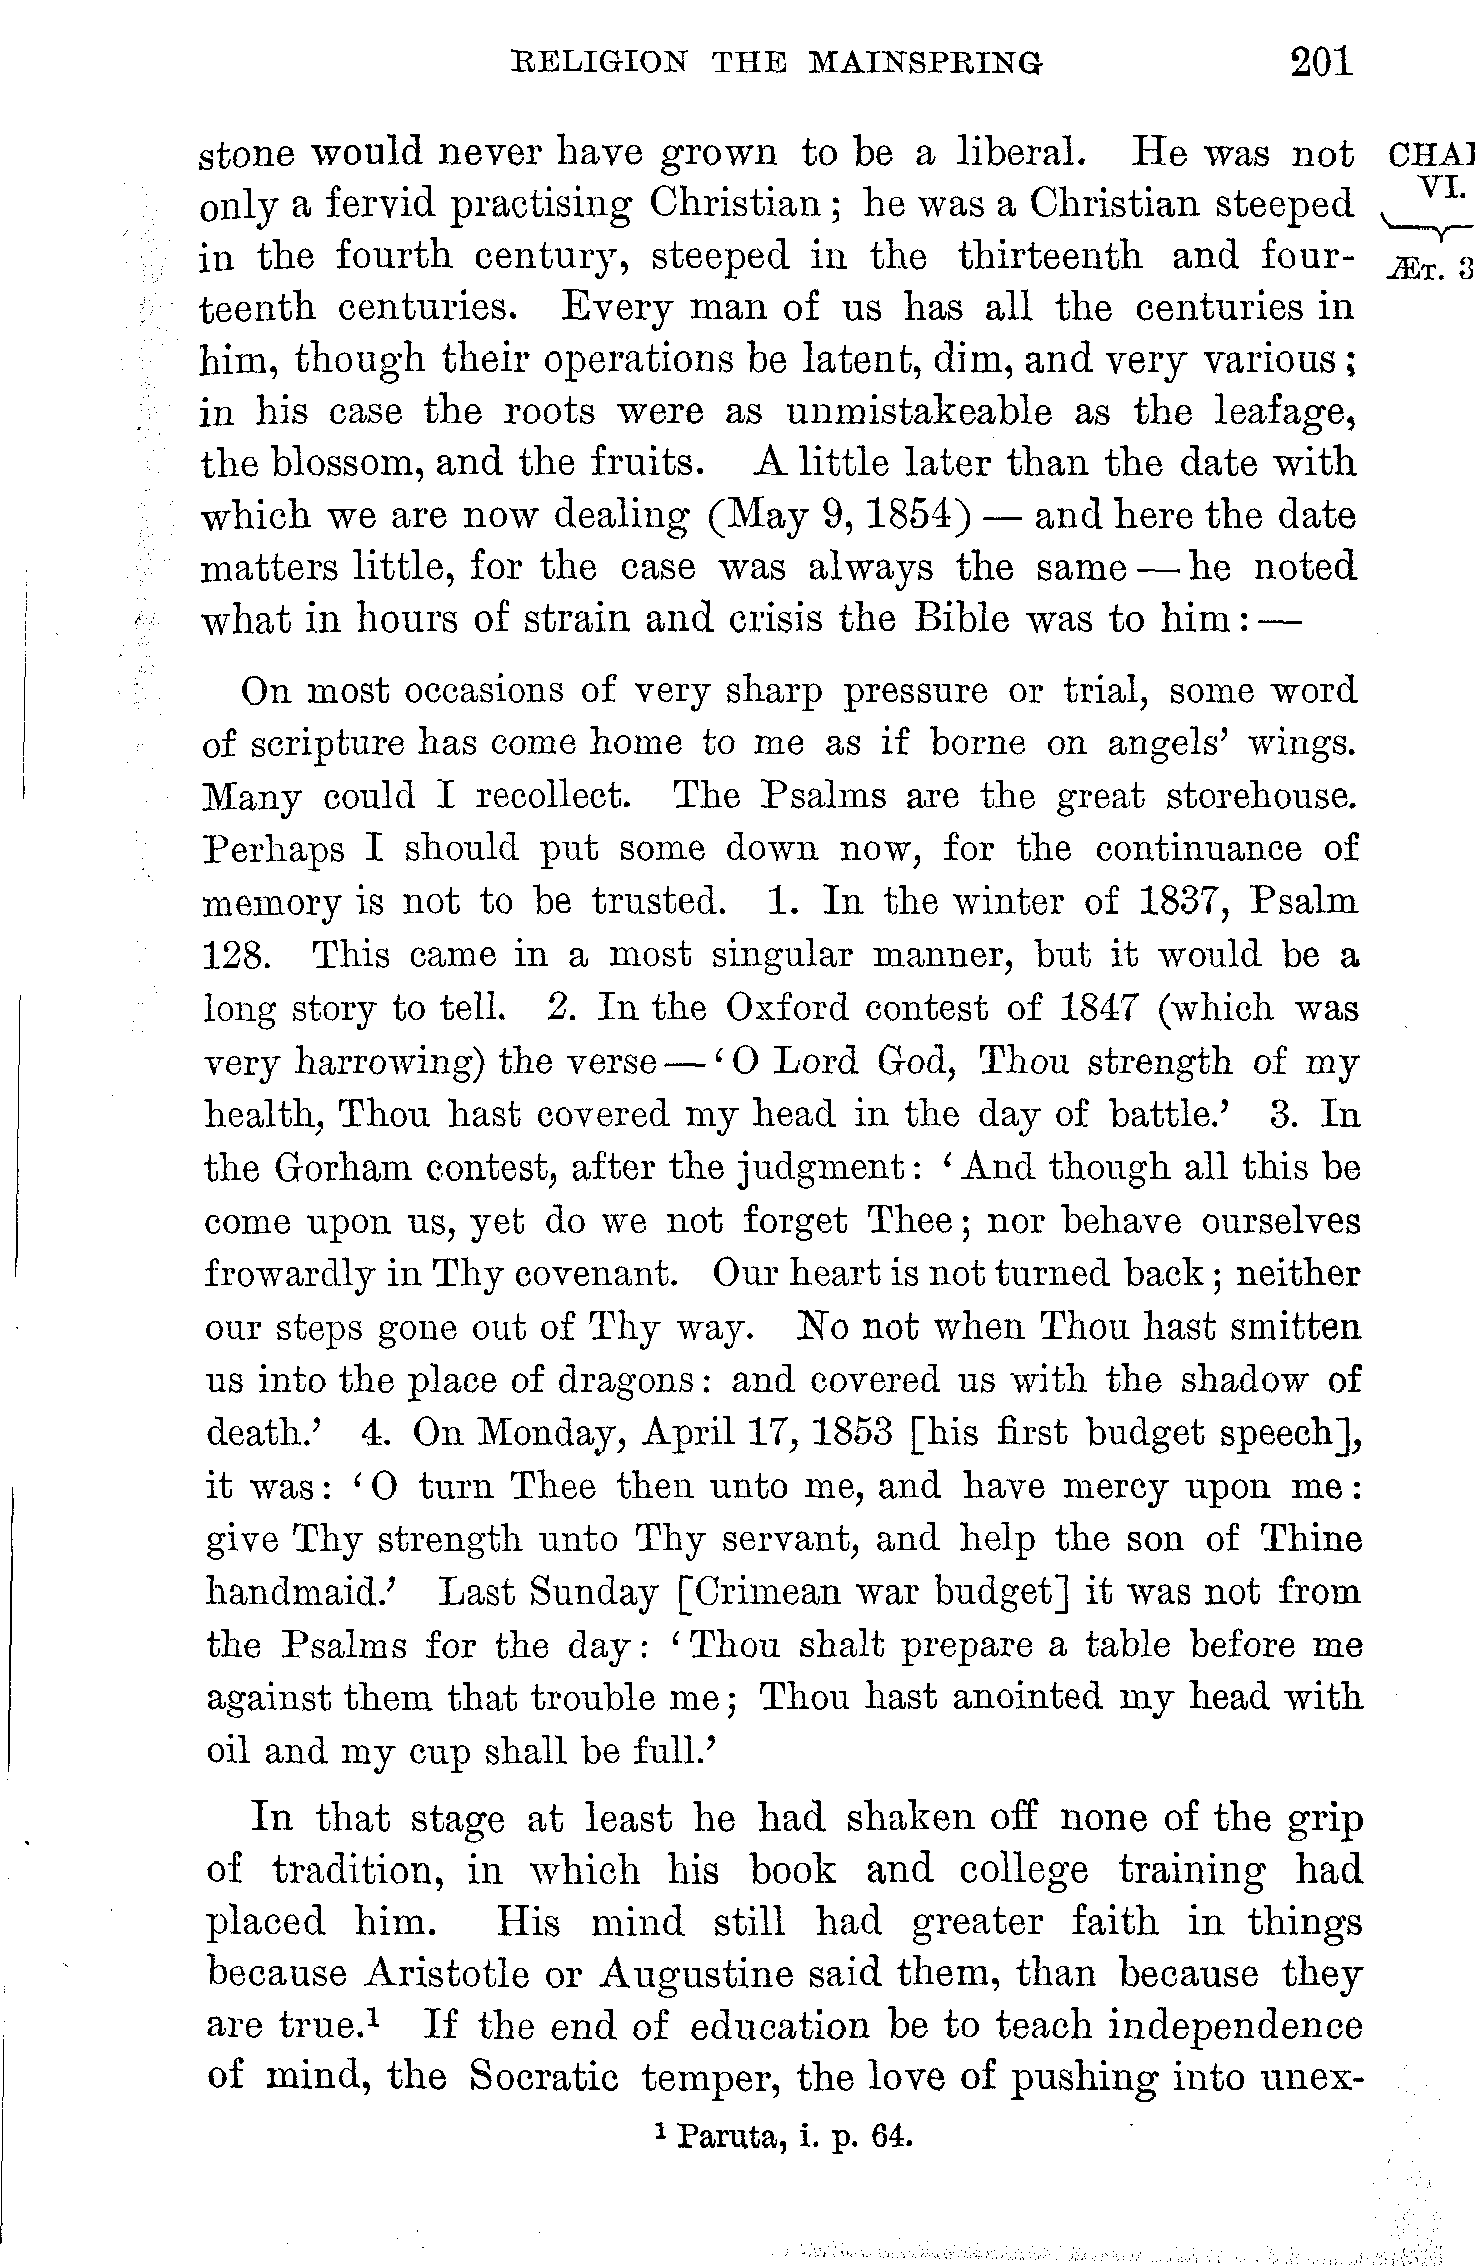 RELIGION THE MAINSPRING 201
stone would never have grown to be a liberal. He was not
only a fervid practising Christian; he was a Christian steeped
in the fourth century, steeped in the thirteenth and four-
teenth centuries. Every man of us has all the centuries in
him, though their operations be latent, dim, and very various;
in his case the roots were as unmistakeable as the leafage,
the blossom, and the fruits. A little later than the date with
which we are now dealing (May 9, 1854) — and here the date
matters little, for the case was always the same — he noted
what in hours of strain and crisis the Bible was to him: —
On most occasions of very sharp pressure or trial, some word
of scripture has come home to me as if borne on angels' wings.
Many could I recollect. The Psalms are the great storehouse.
Perhaps I should put some down now, for the continuance of
memory is not to be trusted. 1. In the winter of 1837, Psalm
128. This came in a most singular manner, but it would be a
long story to tell. 2. In the Oxford contest of 1847 (which was
very harrowing) the verse — 'O Lord God, Thou strength of my
health, Thou hast covered my head in the day of battle.' 3. In
the Gorham contest, after the judgment: 'And though all this be
come upon us, yet do we not forget Thee; nor behave ourselves
frowardly in Thy covenant. Our heart is not turned back; neither
our steps gone out of Thy way. No not when Thou hast smitten
us into the place of dragons: and covered us with the shadow of
death.' 4. On Monday, April 17, 1853 [his first budget speech],
it was: 'O turn Thee then unto me, and have mercy upon me:
give Thy strength unto Thy servant, and help the son of Thine
handmaid.' Last Sunday [Crimean war budget] it was not from
the Psalms for the day: 'Thou shalt prepare a table before me
against them that trouble me; Thou hast anointed my head with
oil and my cup shall be full.'
In that stage at least he had shaken off none of the grip
of tradition, in which his book and college training had
placed him. His mind still had greater faith in things
because Aristotle or Augustine said them, than because they
are true.¹ If the end of education be to teach independence
of mind, the Socratic temper, the love of pushing into unex-
¹ Paruta, i. p. 64.
VI.
ÆT. 3